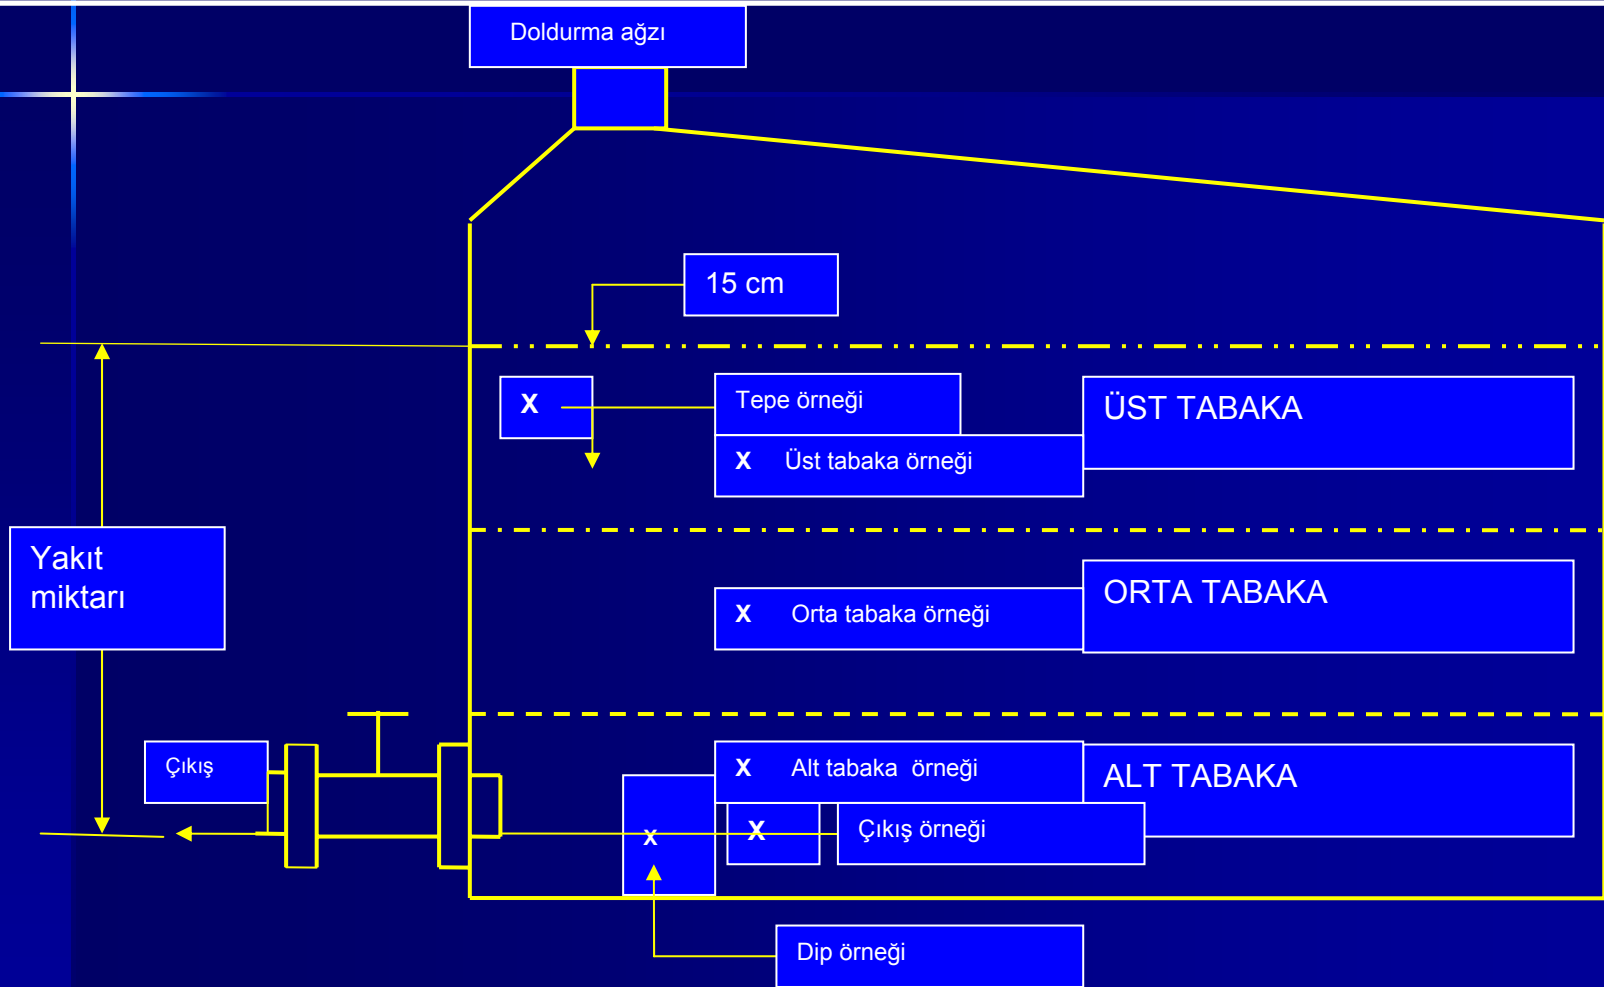 Doldurma ağzı
15 cm
X
Tepe örneği
ÜST TABAKA
X Üst tabaka örneği
Yakıt
miktarı
ORTA TABAKA
X Orta tabaka örneği
Çıkış
X Alt tabaka örneği
ALT TABAKA
x
X
Çıkış örneği
Dip örneği